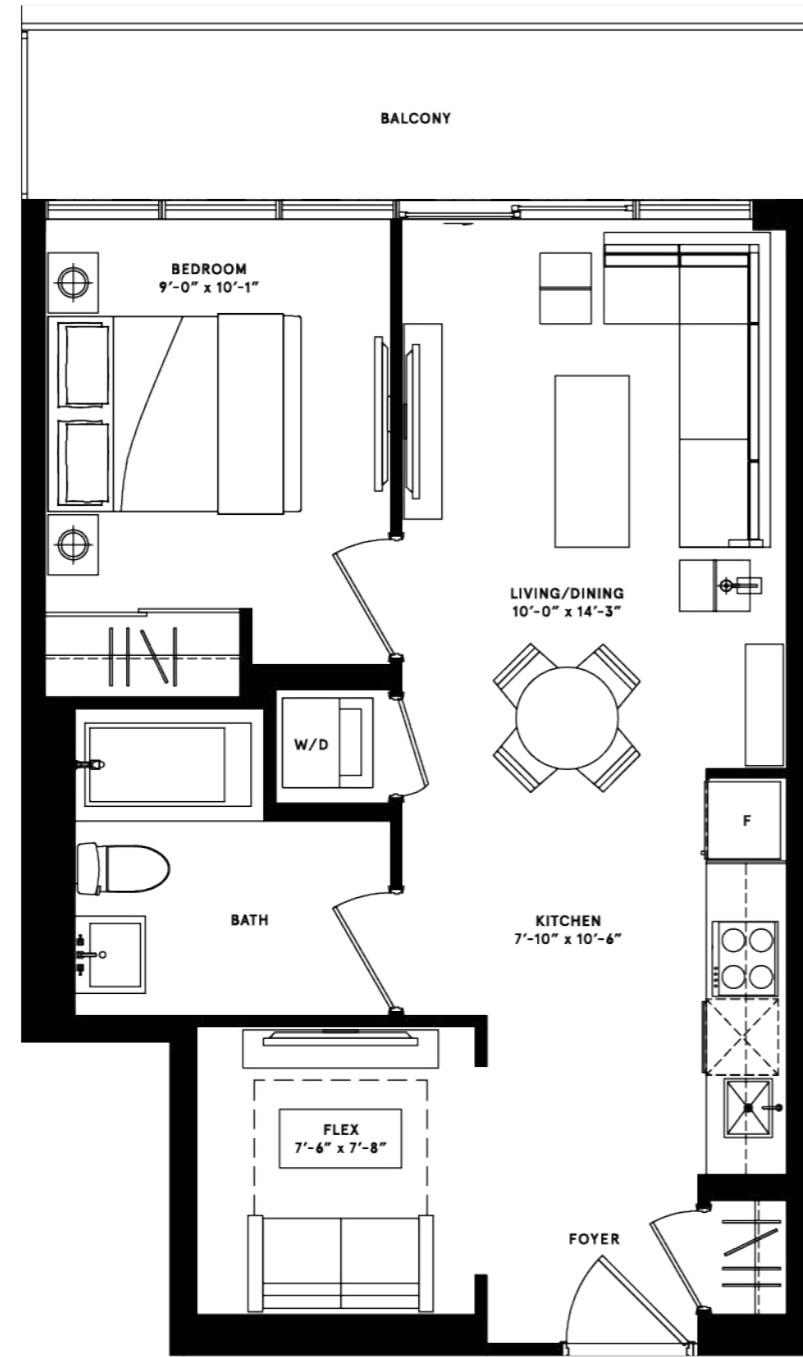 BALCONY
BEDROOM
9′-0″ x 10′-1″
LIVING/DINING
10′-0″ x 14′-3″
W/D
F
BATH
KITCHEN
7′-10″ x 10′-6″
FLEX
7′-6″ x 7′-8″
FOYER